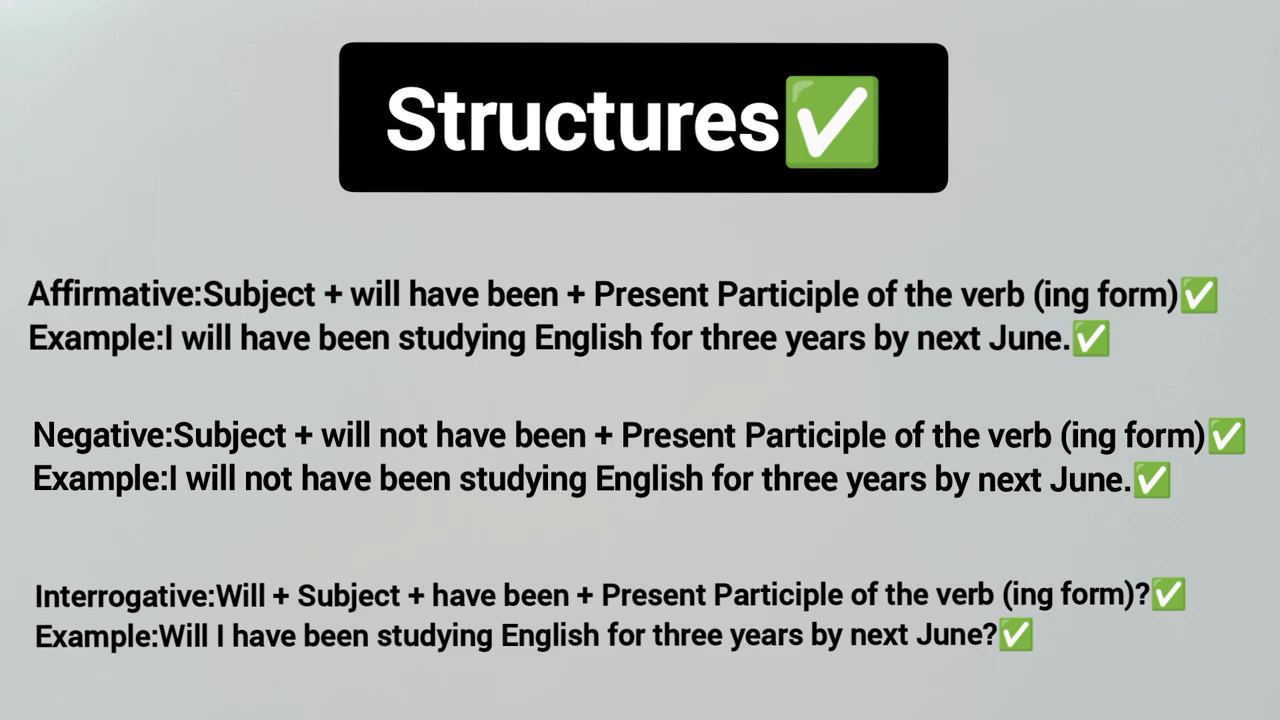 Structures✅
Affirmative:Subject + will have been + Present Participle of the verb (ing form)✅
Example:I will have been studying English for three years by next June.✅
Negative:Subject + will not have been + Present Participle of the verb (ing form)✅
Example:I will not have been studying English for three years by next June.✅
Interrogative:Will + Subject + have been + Present Participle of the verb (ing form)?✅
Example:Will I have been studying English for three years by next June?✅